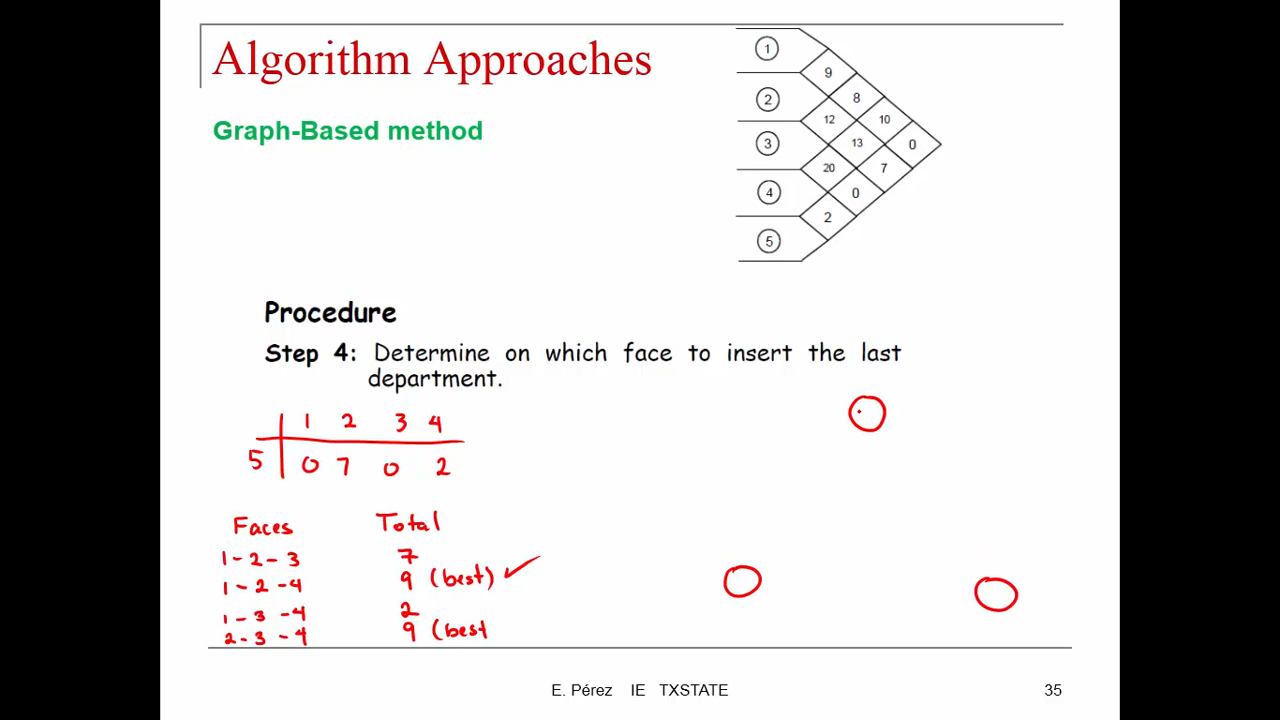 Algorithm Approaches
Graph-Based method
1
9
8
2
12
10
3
13
0
20
7
4
0
2
5
Procedure
Step 4: Determine on which face to insert the last
department.
1 2 3 4
5 0 7 0 2
Faces Total
1-2-3 7
1-2-4 9 (best) ✓
1-3-4 2
2-3-4 9 (best
E. Pérez IE TXSTATE 35